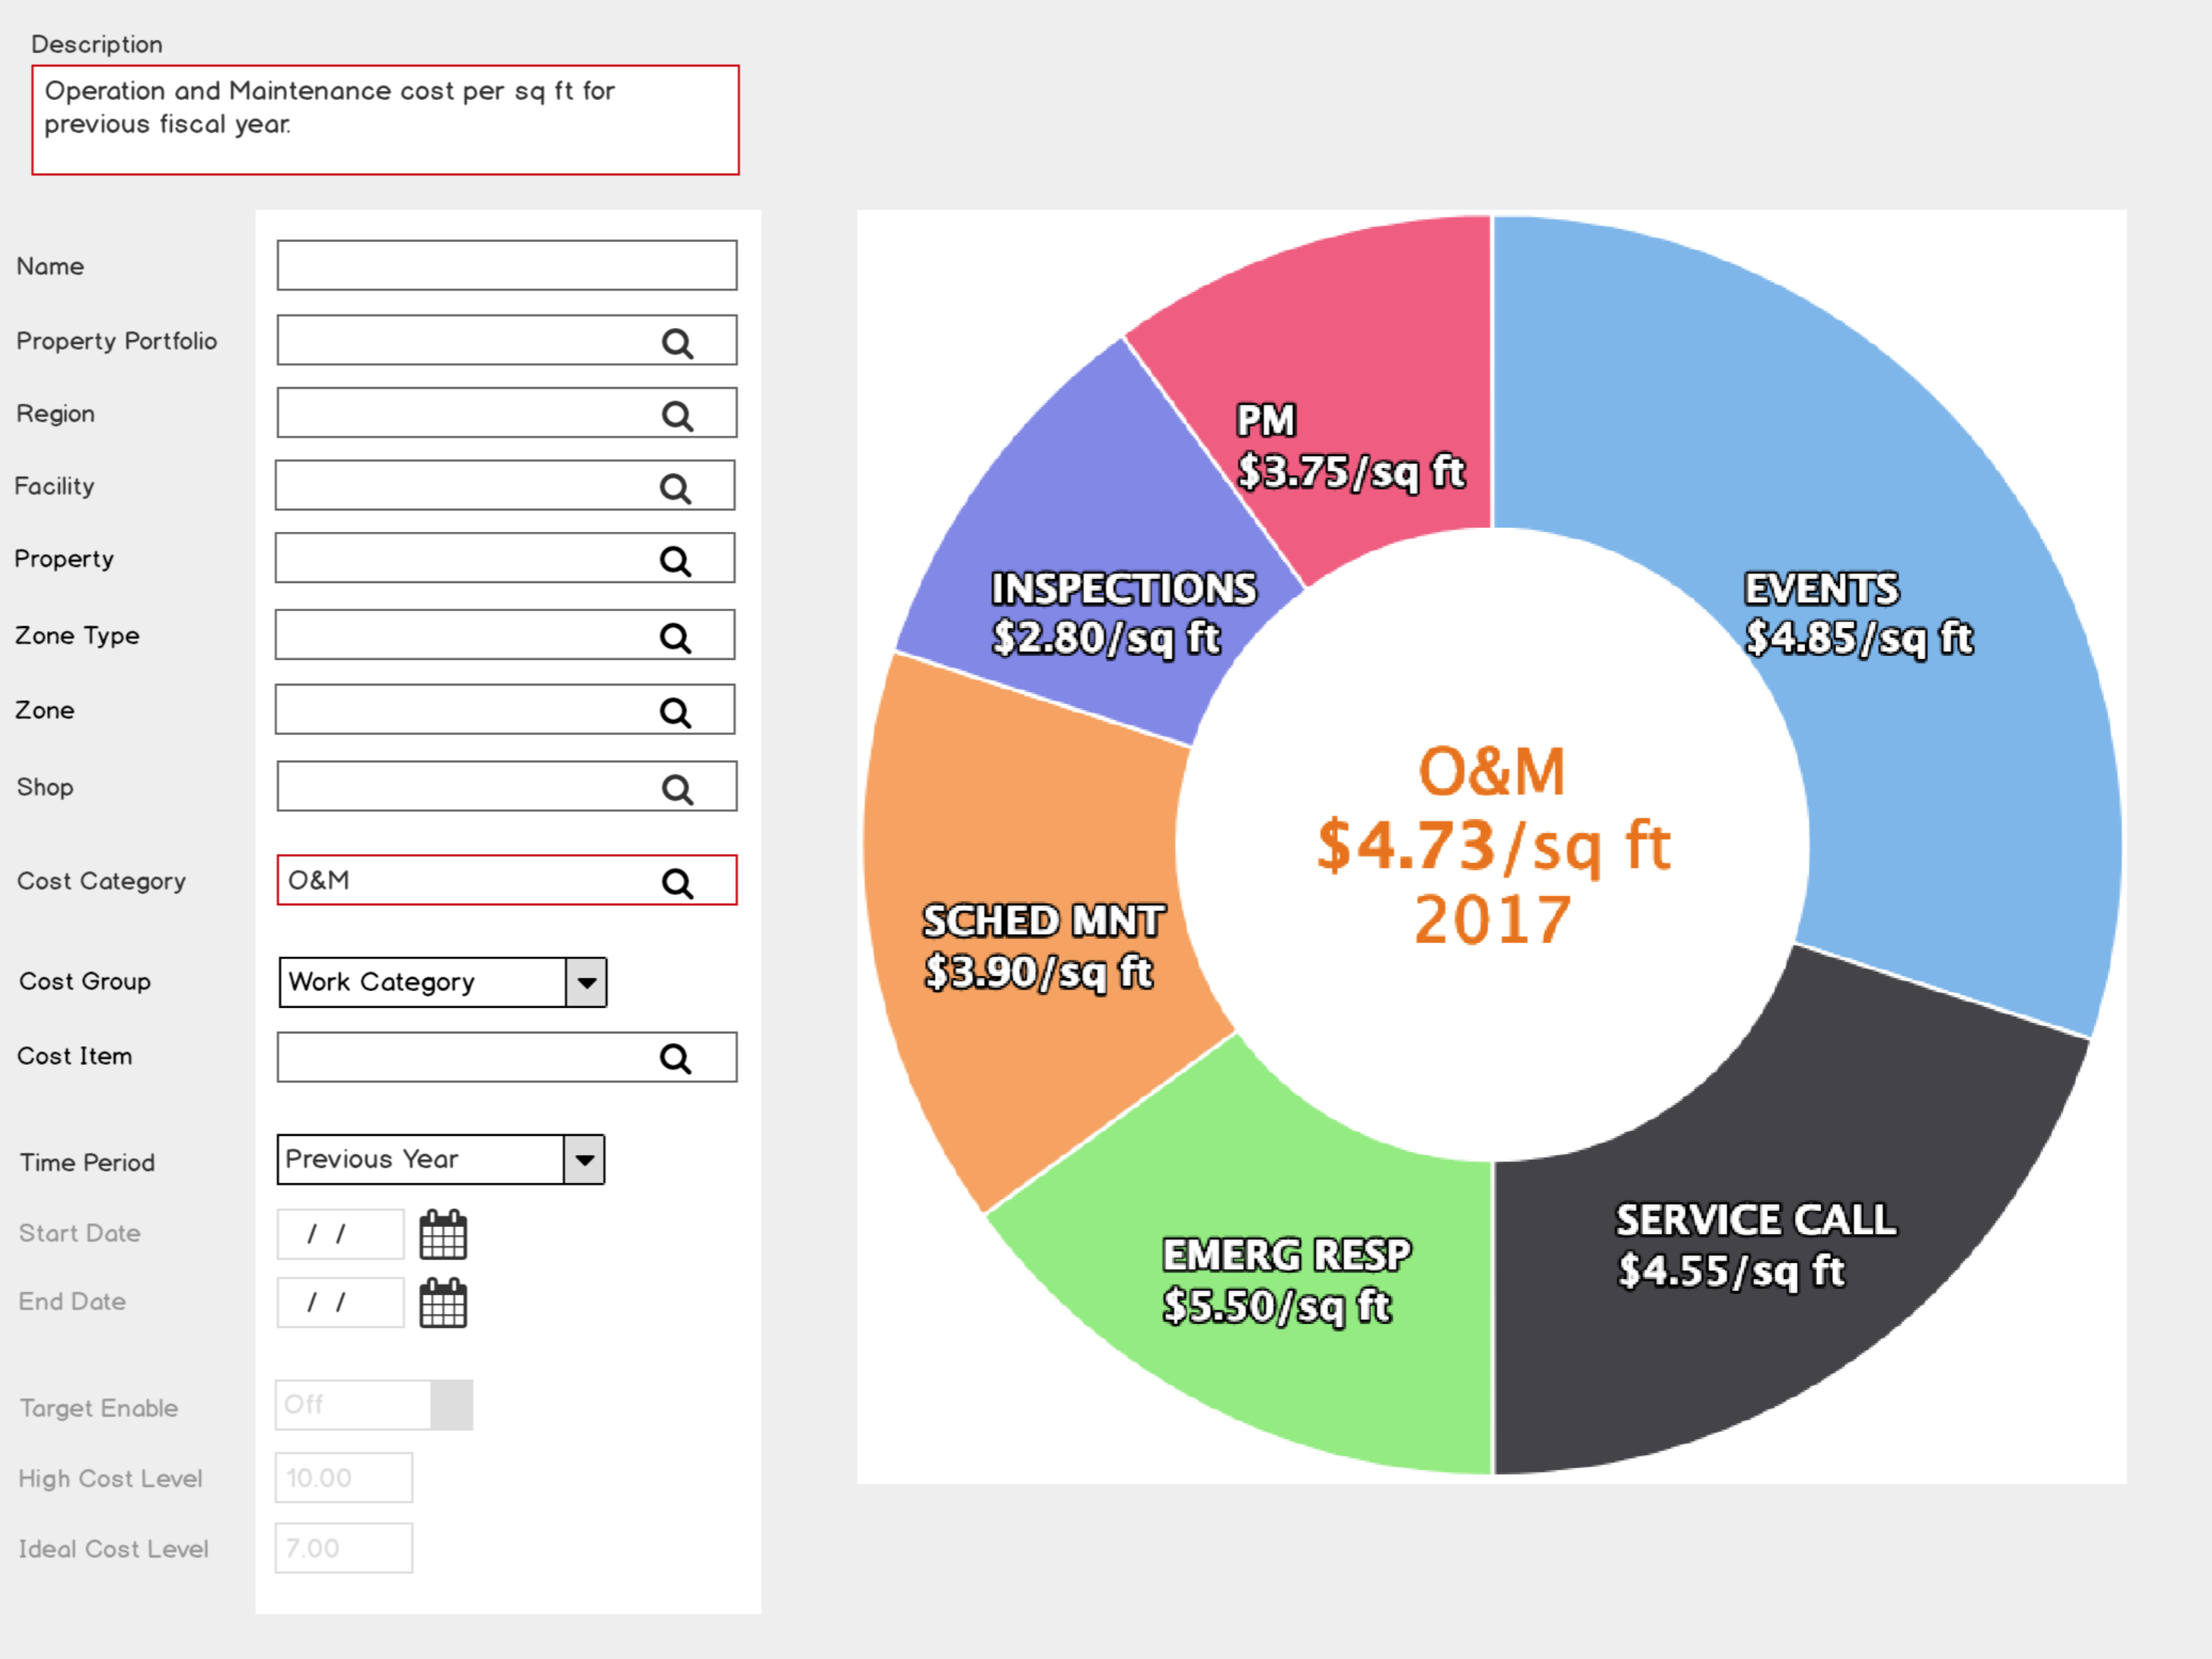 Description
Operation and Maintenance cost per sq ft for
previous fiscal year.
Name
Property Portfolio
Region
Facility
Property
Zone Type
Zone
Shop
Cost Category
O&M
Cost Group
Work Category
Cost Item
Time Period
Previous Year
Start Date
/ /
End Date
/ /
Target Enable
Off
High Cost Level
10.00
Ideal Cost Level
7.00
PM
$3.75/sq ft
INSPECTIONS
$2.80/sq ft
EVENTS
$4.85/sq ft
O&M
$4.73/sq ft
2017
SCHED MNT
$3.90/sq ft
EMERG RESP
$5.50/sq ft
SERVICE CALL
$4.55/sq ft